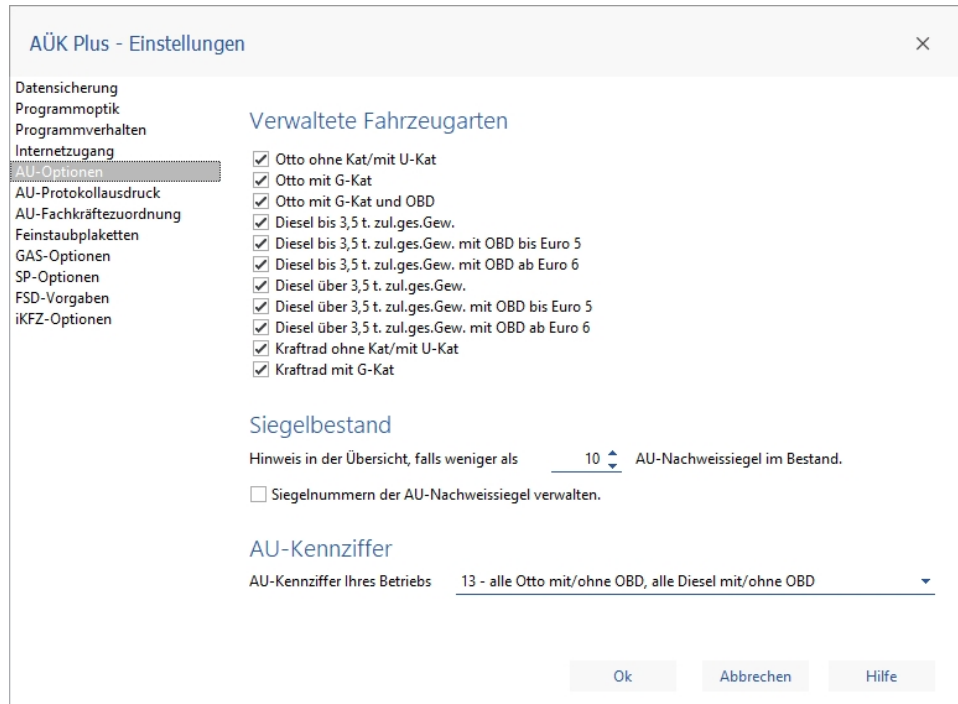 AÜK Plus - Einstellungen
Datensicherung
Programmoptik
Programmverhalten
Internetzugang
AU-Optionen
AU-Protokollausdruck
AU-Fachkräftezuordnung
Feinstaubplaketten
GAS-Optionen
SP-Optionen
FSD-Vorgaben
iKFZ-Optionen
Verwaltete Fahrzeugarten
Otto ohne Kat/mit U-Kat
Otto mit G-Kat
Otto mit G-Kat und OBD
Diesel bis 3,5 t. zul.ges.Gew.
Diesel bis 3,5 t. zul.ges.Gew. mit OBD bis Euro 5
Diesel bis 3,5 t. zul.ges.Gew. mit OBD ab Euro 6
Diesel über 3,5 t. zul.ges.Gew.
Diesel über 3,5 t. zul.ges.Gew. mit OBD bis Euro 5
Diesel über 3,5 t. zul.ges.Gew. mit OBD ab Euro 6
Kraftrad ohne Kat/mit U-Kat
Kraftrad mit G-Kat
Siegelbestand
Hinweis in der Übersicht, falls weniger als 10 AU-Nachweissiegel im Bestand.
Siegelnummern der AU-Nachweissiegel verwalten.
AU-Kennziffer
AU-Kennziffer Ihres Betriebs 13 - alle Otto mit/ohne OBD, alle Diesel mit/ohne OBD
Ok Abbrechen Hilfe